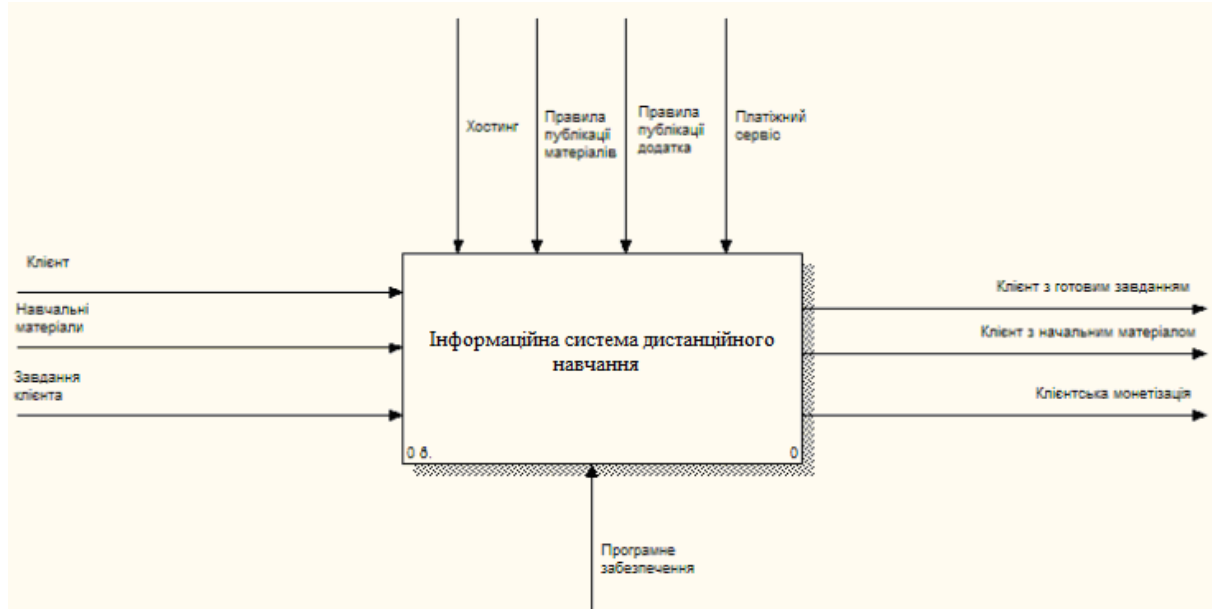 Хостинг
Правила
публікації
матеріалів
Правила
публікації
додатка
Платіжний
сервіс
Клієнт
Навчальні
матеріали
Завдання
клієнта
Інформаційна система дистанційного
навчання
0 ₴.
0
Клієнт з готовим завданням
Клієнт з начальним матеріалом
Клієнтська монетізація
Програмне
забезпечення